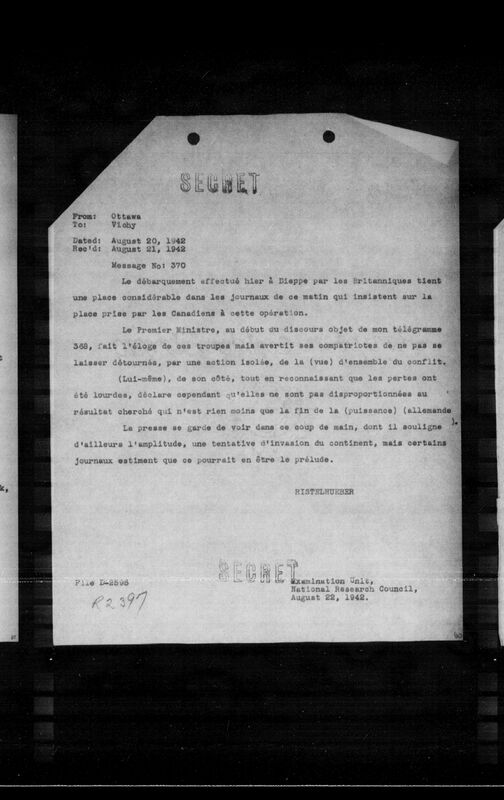 SECRET
From: Ottawa
To: Vichy
Dated: August 20, 1942
Rec'd: August 21, 1942
Message No: 370
Le débarquement effectué hier à Dieppe par les Britanniques tient
une place considérable dans les journaux de ce matin qui insistent sur la
place prise par les Canadiens à cette opération.
Le Premier Ministre, au début du discours objet de mon télégramme
368, fait l'éloge de ces troupes mais avertit ses compatriotes de ne pas se
laisser détournés, par une action isolée, de la (vue) d'ensemble du conflit.
(Lui-même), de son côté, tout en reconnaissant que les pertes ont
été lourdes, déclare cependant qu'elles ne sont pas disproportionnées au
résultat cherché qui n'est rien moins que la fin de la (puissance) (allemande
).
La presse se garde de voir dans ce coup de main, dont il souligne
d'ailleurs l'amplitude, une tentative d'invasion du continent, mais certains
journaux estiment que ce pourrait en être le prélude.
RISTELHUEBER
SECRET
File D-2595
Examination Unit,
National Research Council,
August 22, 1942.
R2397
k,